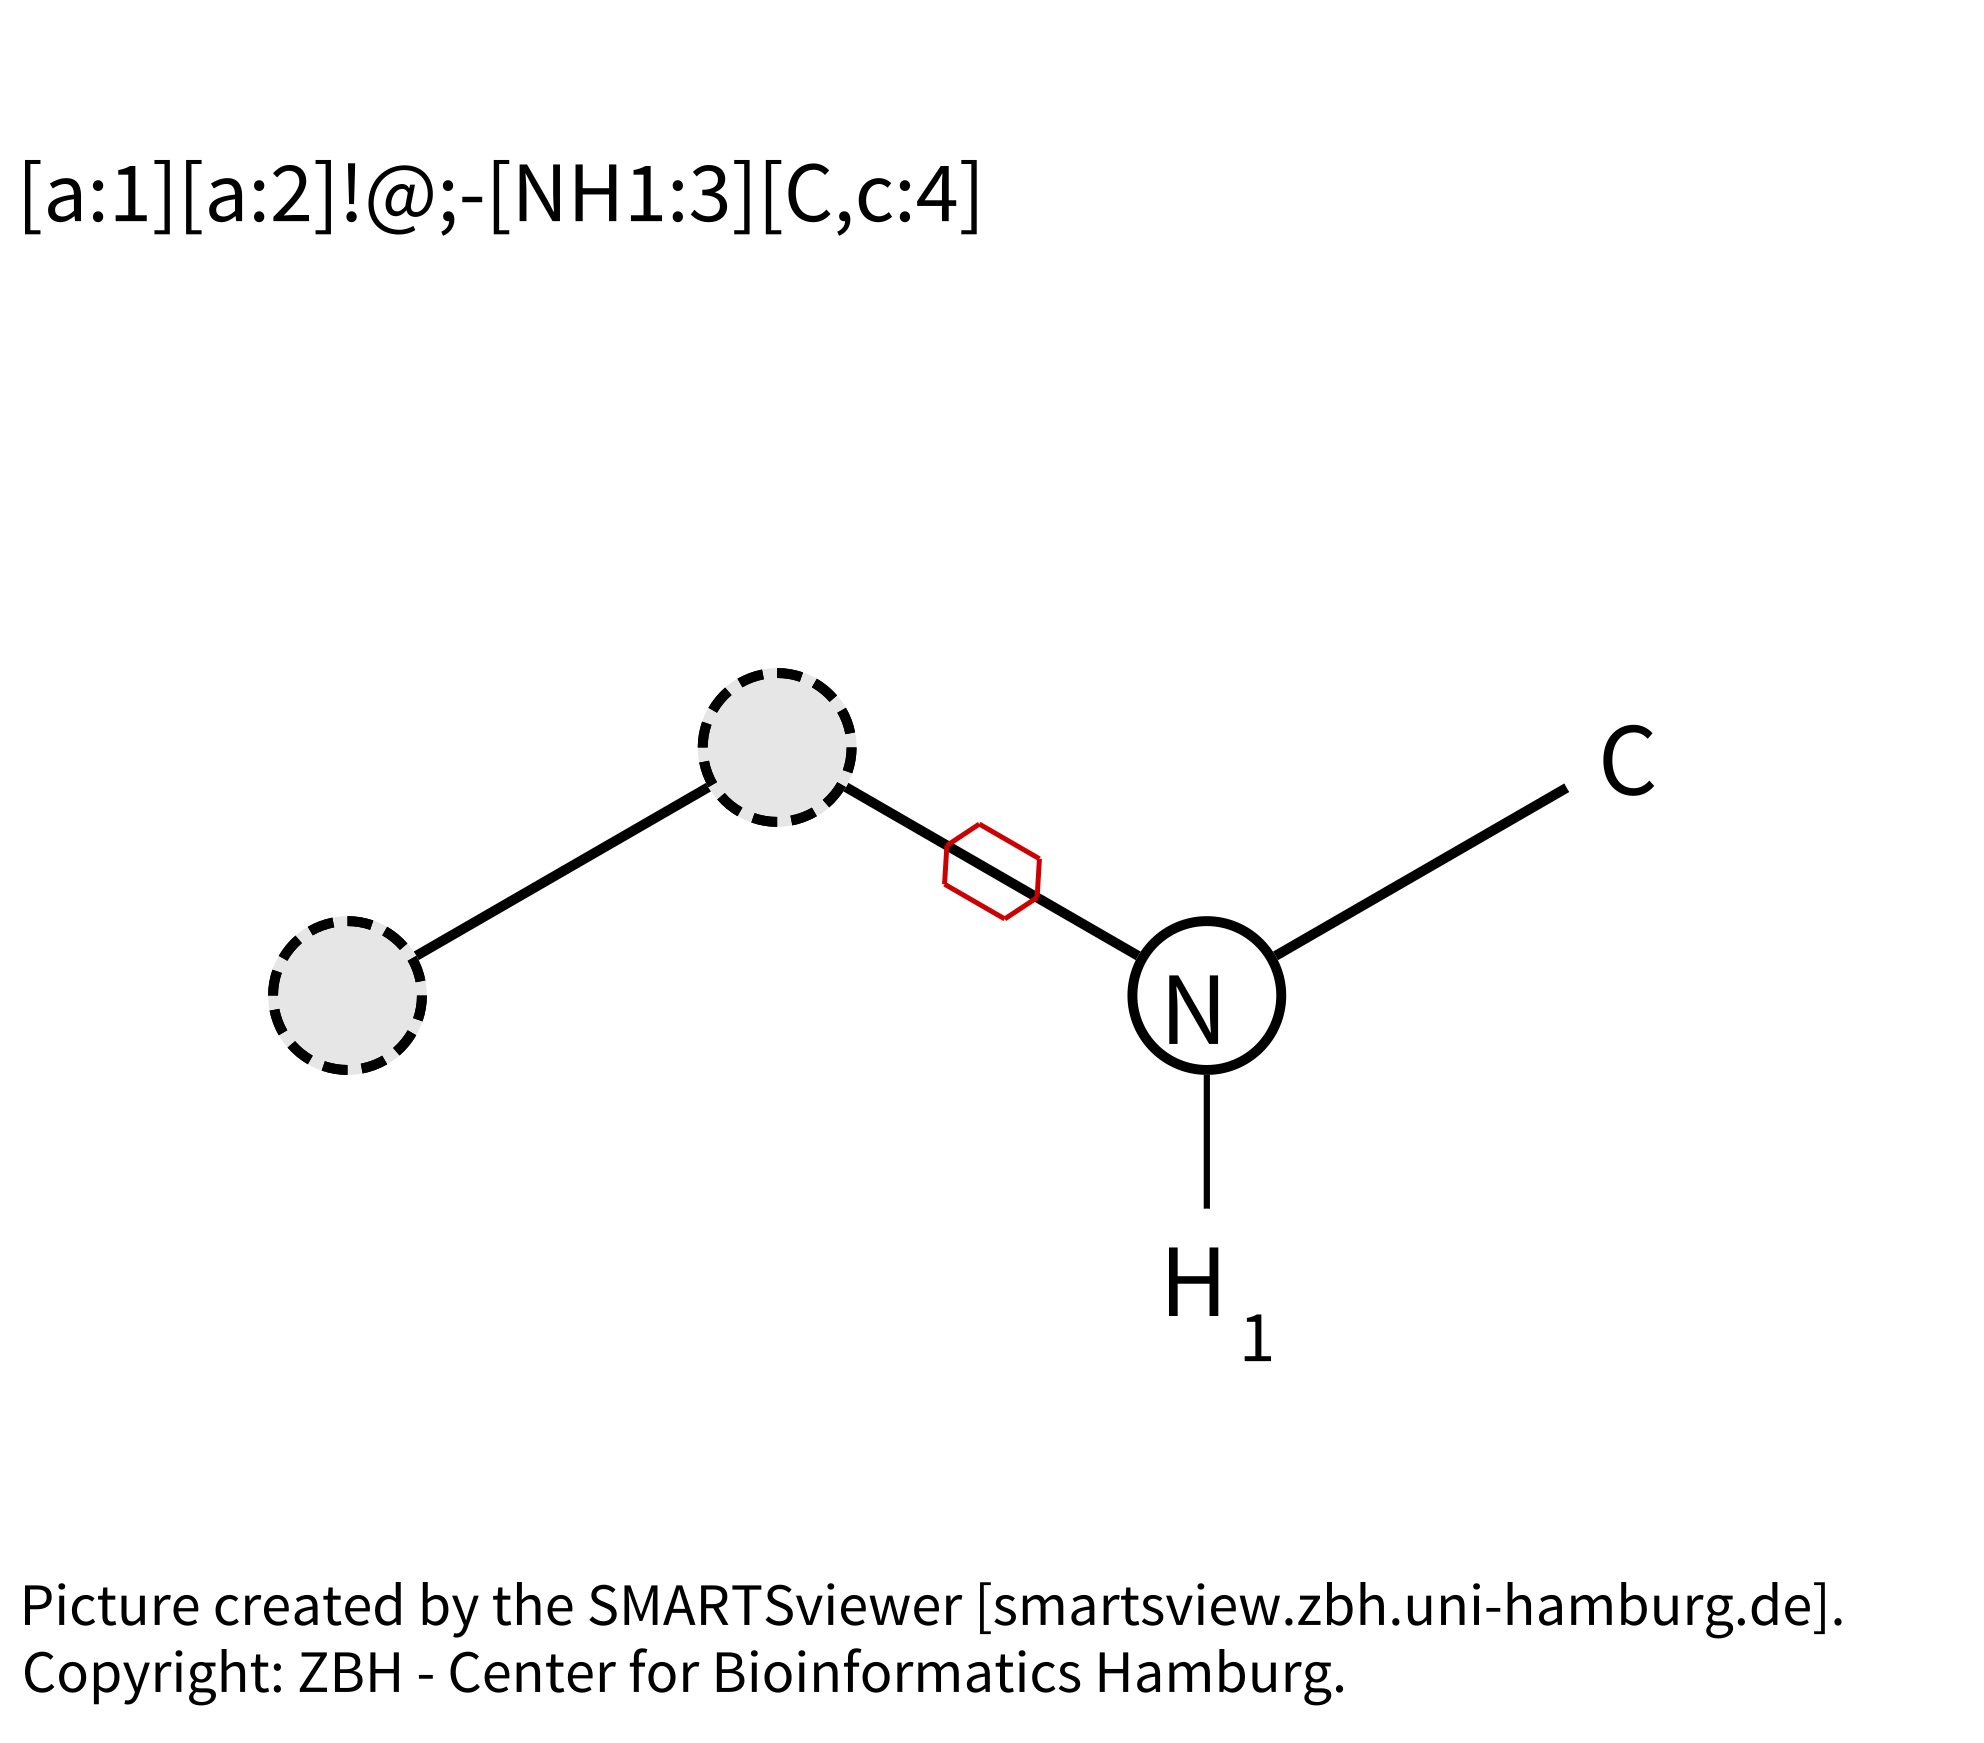 [a:1][a:2]!@;-[NH1:3][C,c:4]
C
N
H
1
Picture created by the SMARTSviewer [smartsview.zbh.uni-hamburg.de].
Copyright: ZBH - Center for Bioinformatics Hamburg.